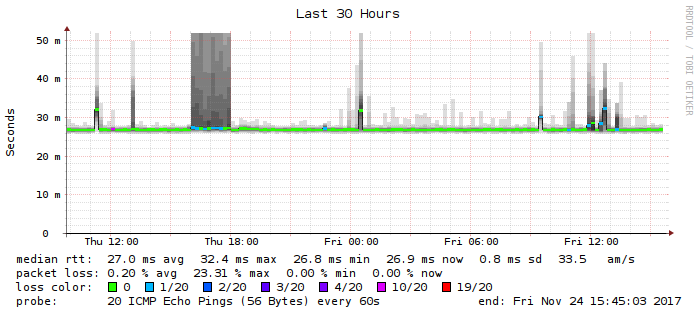 Last 30 Hours
RRDTOOL / TOBI OETIKER
Seconds
50 m
40 m
30 m
20 m
10 m
0
Thu 12:00 Thu 18:00 Fri 00:00 Fri 06:00 Fri 12:00
median rtt: 27.0 ms avg 32.4 ms max 26.8 ms min 26.9 ms now 0.8 ms sd 33.5 am/s
packet loss: 0.20 % avg 23.31 % max 0.00 % min 0.00 % now
loss color: 0 1/20 2/20 3/20 4/20 10/20 19/20
probe: 20 ICMP Echo Pings (56 Bytes) every 60s end: Fri Nov 24 15:45:03 2017